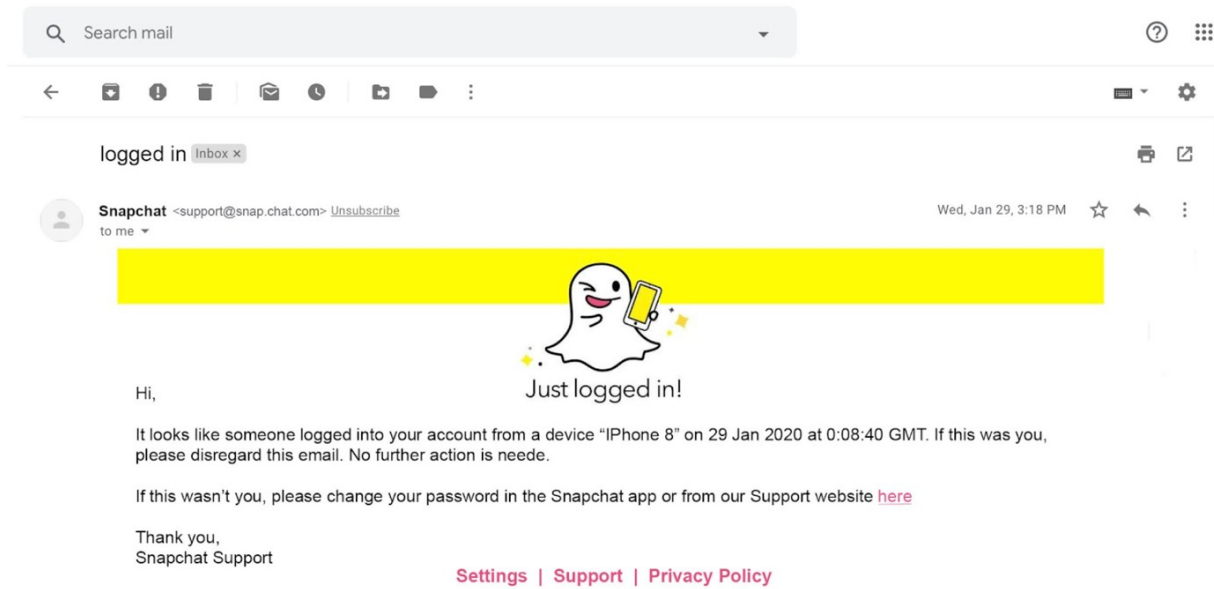 Search mail
logged in Inbox x
Snapchat <support@snap.chat.com> Unsubscribe Wed, Jan 29, 3:18 PM
to me
Just logged in!
Hi,
It looks like someone logged into your account from a device “IPhone 8” on 29 Jan 2020 at 0:08:40 GMT. If this was you,
please disregard this email. No further action is neede.
If this wasn’t you, please change your password in the Snapchat app or from our Support website here
Thank you,
Snapchat Support
Settings | Support | Privacy Policy